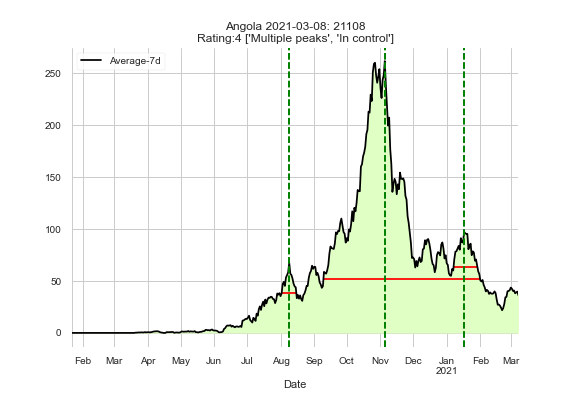 Angola 2021-03-08: 21108
Rating:4 ['Multiple peaks', 'In control']
Average-7d
250
200
150
100
50
0
Feb Mar Apr May Jun Jul Aug Sep Oct Nov Dec Jan Feb Mar
2021
Date